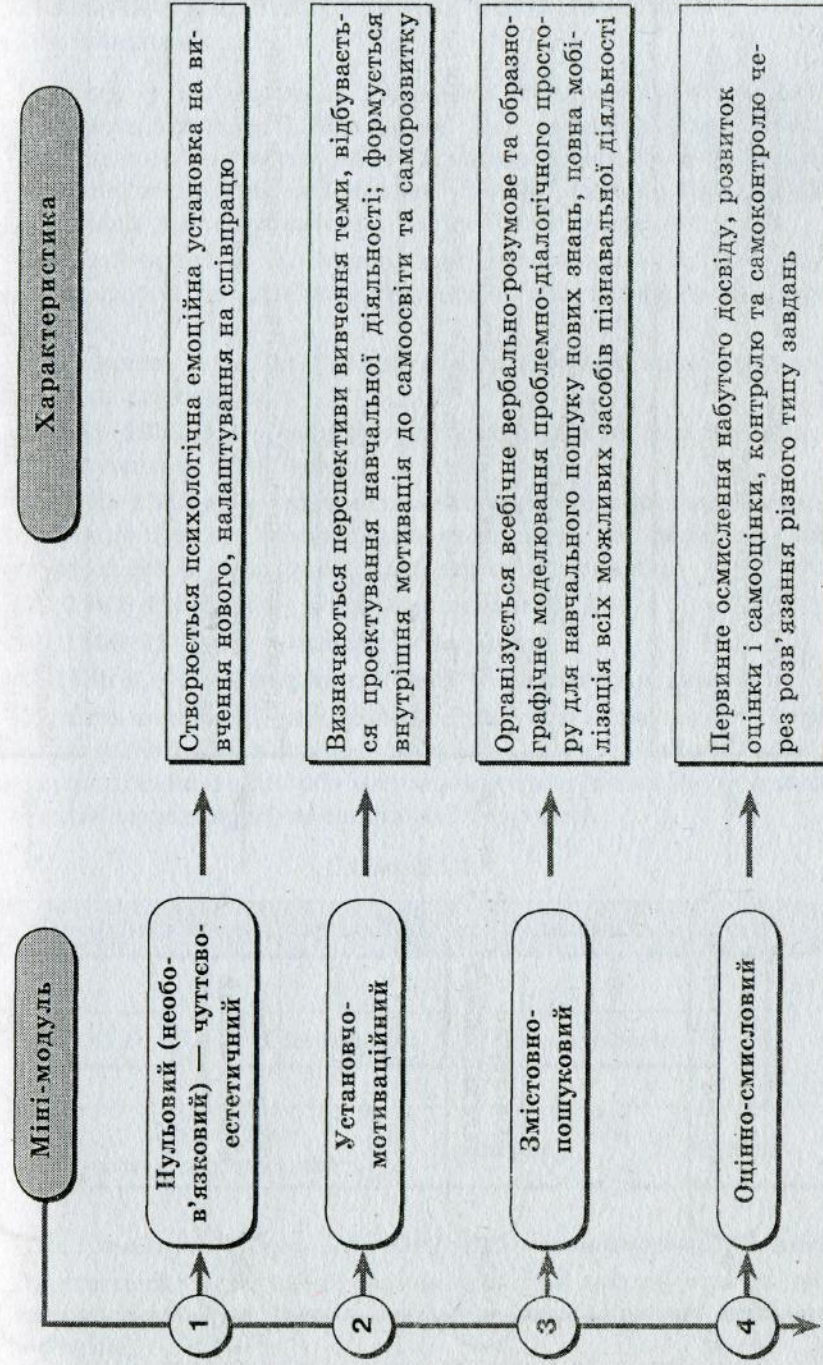 Міні-модуль
Характеристика
1
Нульовий (необо-
в’язковий) — чуттєво-
естетичний
Створюється психологічна емоційна установка на ви-
вчення нового, налаштування на співпрацю
2
Установчо-
мотиваційний
Визначаються перспективи вивчення теми, відбуваєть-
ся проектування навчальної діяльності; формується
внутрішня мотивація до самоосвіти та саморозвитку
3
Змістовно-
пошуковий
Організується всебічне вербально-розумове та образно-
графічне моделювання проблемно-діалогічного просто-
ру для навчального пошуку нових знань, повна мобі-
лізація всіх можливих засобів пізнавальної діяльності
4
Оцінно-смисловий
Первинне осмислення набутого досвіду, розвиток
оцінки і самооцінки, контролю та самоконтролю че-
рез розв’язання різного типу завдань